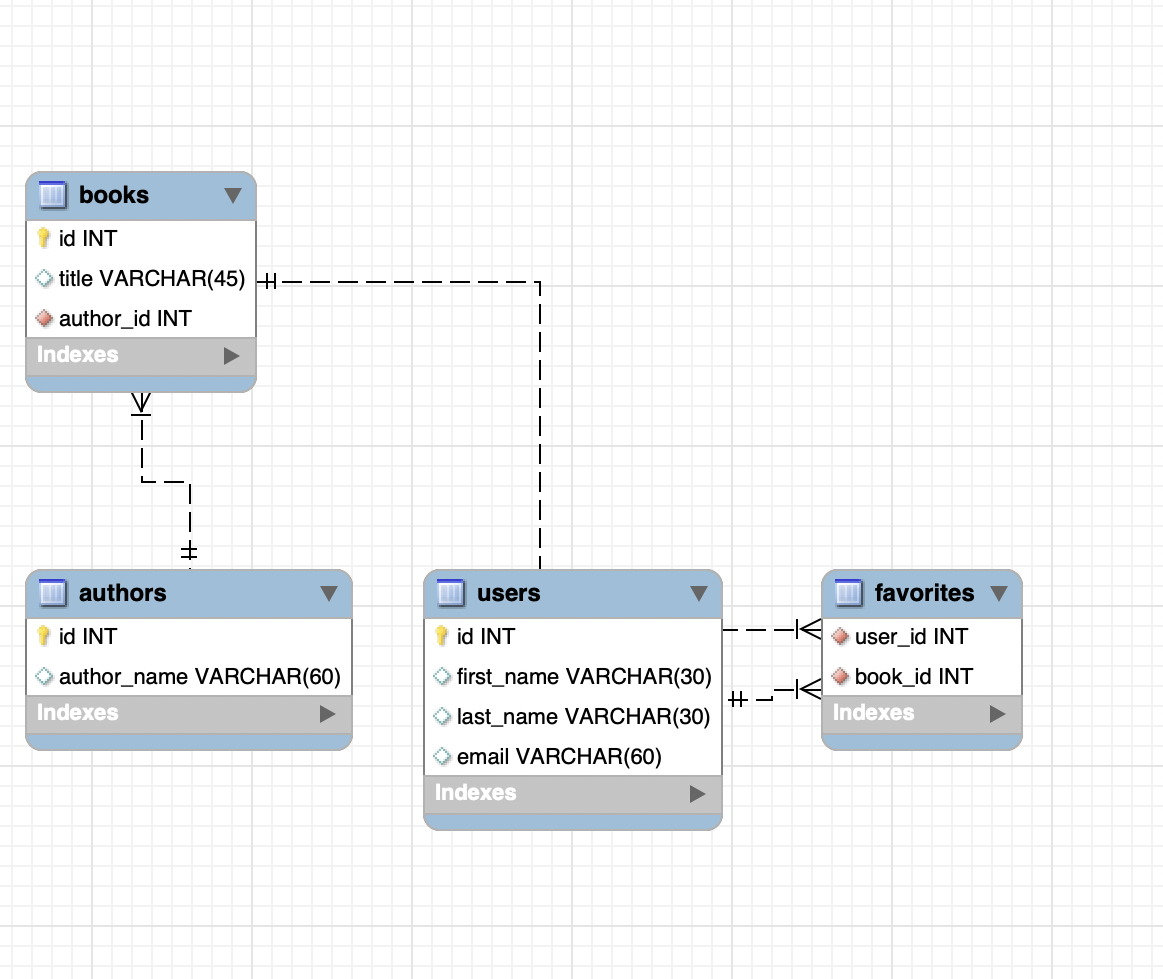 books
id INT
title VARCHAR(45)
author_id INT
Indexes
authors
id INT
author_name VARCHAR(60)
Indexes
users
id INT
first_name VARCHAR(30)
last_name VARCHAR(30)
email VARCHAR(60)
Indexes
favorites
user_id INT
book_id INT
Indexes